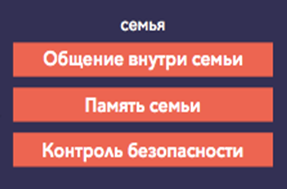 семья
Общение внутри семьи
Память семьи
Контроль безопасности